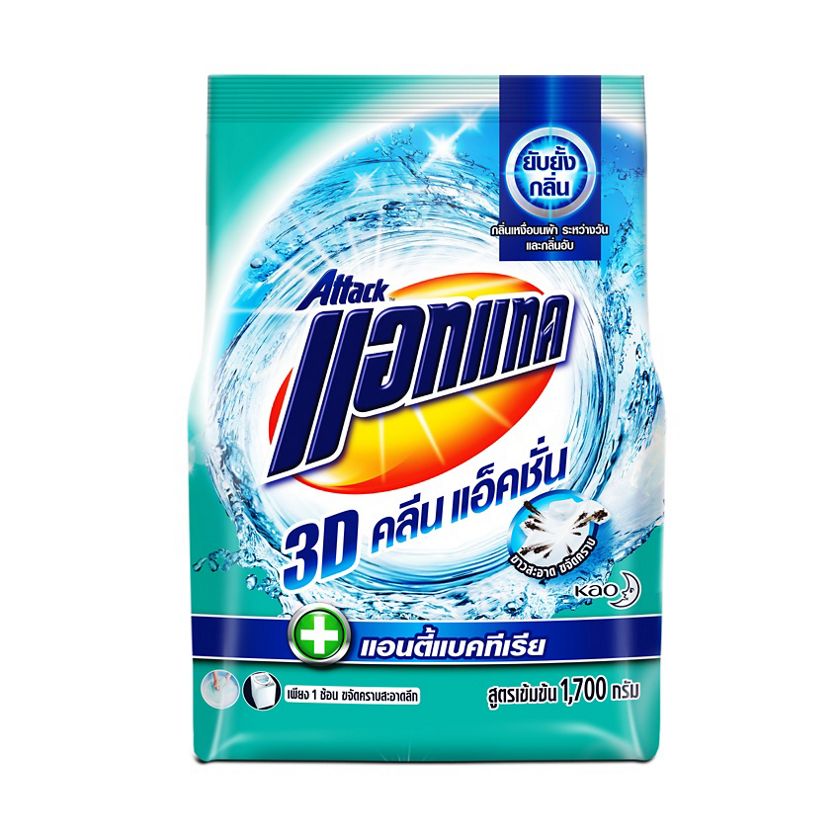 ยับยั้ง
กลิ่น
กลิ่นเหงื่อบนผ้า ระหว่างวัน
และกลิ่นอับ
Attack
แอทแทค
3D คลีน แอ็คชั่น
ขาวสะอาด ขจัดคราบ
Kao
แอนตี้แบคทีเรีย
เพียง 1 ช้อน ขจัดคราบสะอาดลึก
สูตรเข้มข้น 1,700 กรัม